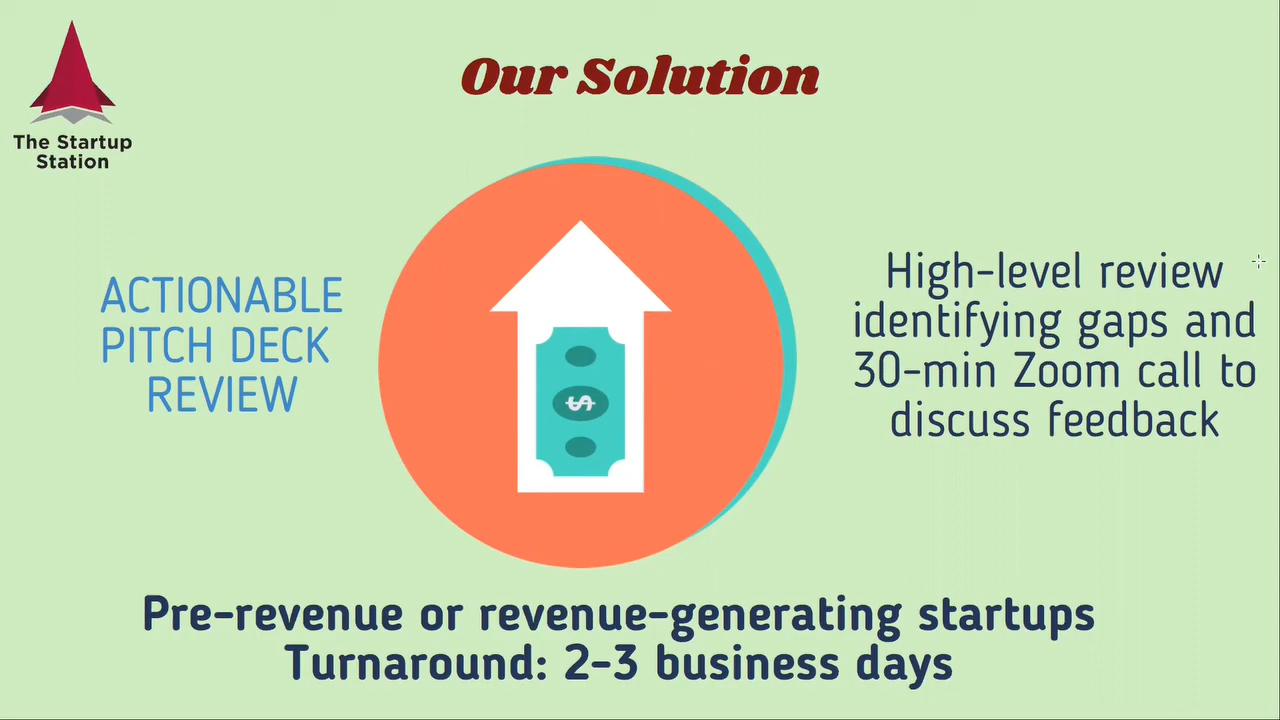 The Startup
Station
Our Solution
ACTIONABLE
PITCH DECK
REVIEW
$
High-level review
identifying gaps and
30-min Zoom call to
discuss feedback
Pre-revenue or revenue-generating startups
Turnaround: 2-3 business days